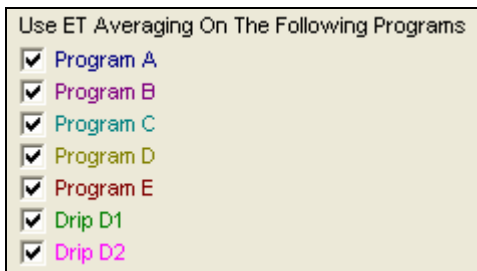 Use ET Averaging On The Following Programs
Program A
Program B
Program C
Program D
Program E
Drip D1
Drip D2